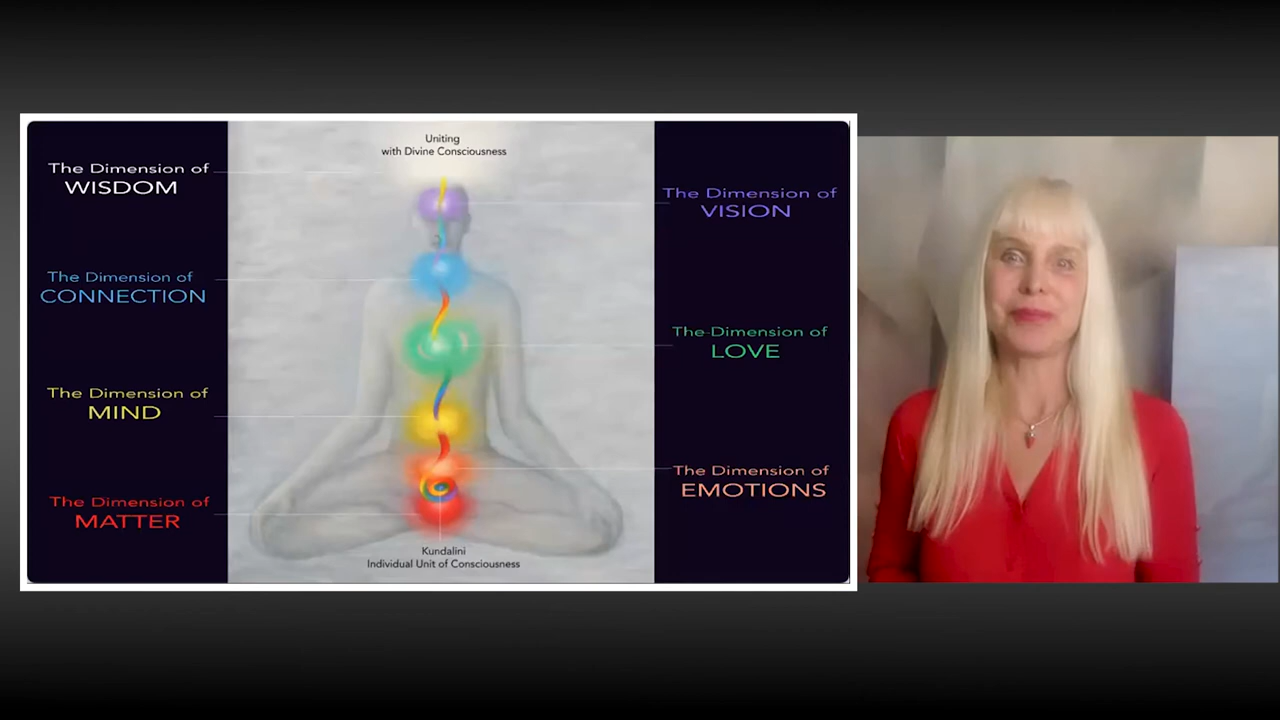 Uniting
with Divine Consciousness
The Dimension of
WISDOM
The Dimension of
VISION
The Dimension of
CONNECTION
The Dimension of
LOVE
The Dimension of
MIND
The Dimension of
EMOTIONS
The Dimension of
MATTER
Kundalini
Individual Unit of Consciousness